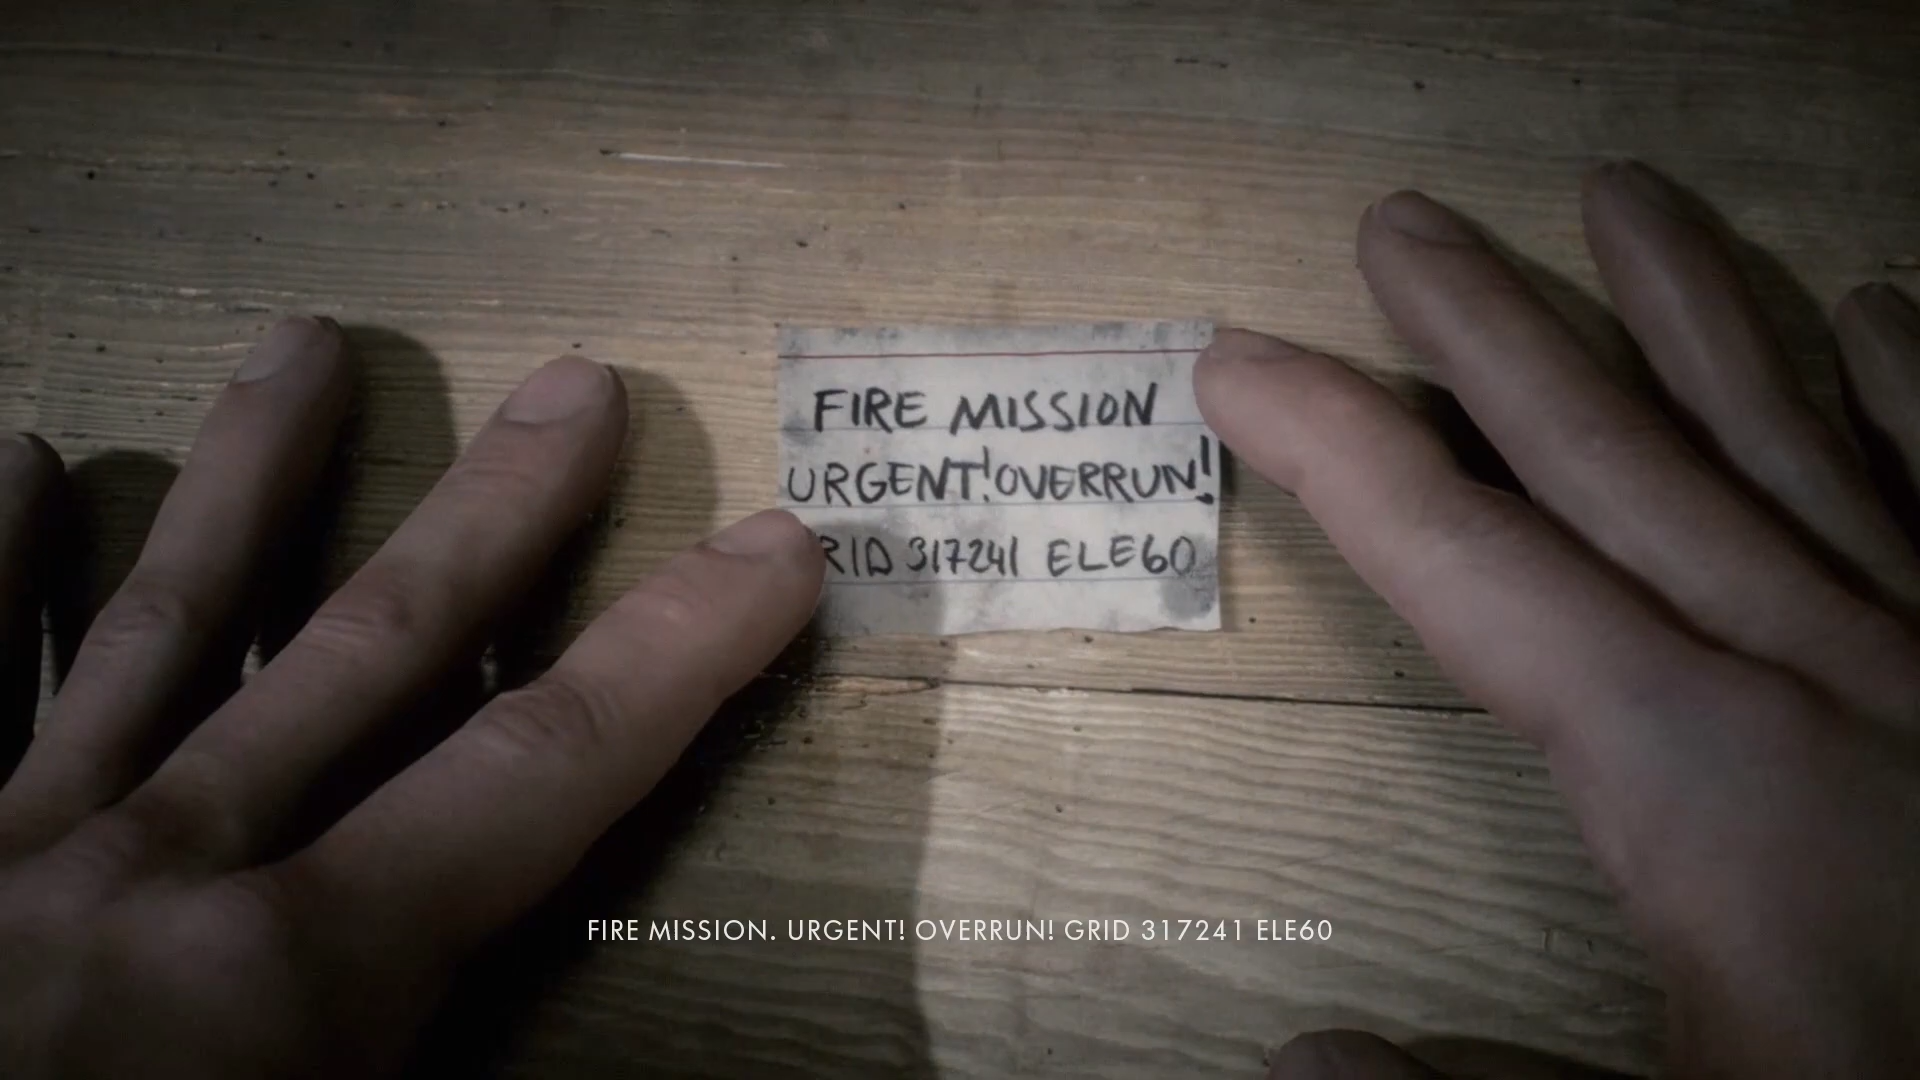 FIRE MISSION
URGENT! OVERRUN!
RID 317241 ELE60
FIRE MISSION. URGENT! OVERRUN! GRID 317241 ELE60